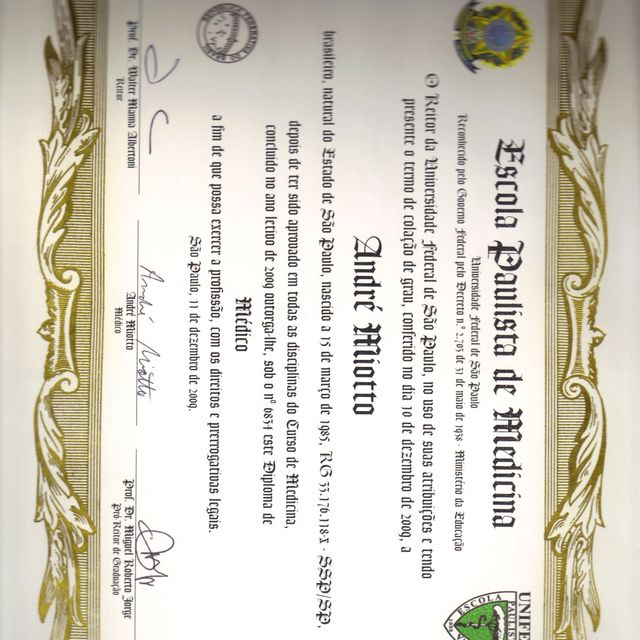 Escola Paulista de Medicina
Universidade Federal de São Paulo
Reconhecido pelo Governo Federal pelo Decreto n.º 2.703 de 31 de maio de 1938 - Ministério da Educação
O Reitor da Universidade Federal de São Paulo, no uso de suas atribuições e tendo
presente o termo de colação de grau, conferido no dia 10 de dezembro de 2009, a
André Miotto
brasileiro, natural do Estado de São Paulo, nascido a 15 de março de 1985, RG 33.176.118-X - SSP/SP,
depois de ter sido aprovado em todas as disciplinas do Curso de Medicina,
concluído no ano letivo de 2009 outorga-lhe, sob o nº 6834 este Diploma de
Médico
a fim de que possa exercer a profissão, com os direitos e prerrogativas legais.
São Paulo, 11 de dezembro de 2009.
André Miotto
Prof. Dr. Walter Manna Albertoni
Reitor
André Miotto
Médico
Prof. Dr. Miguel Roberto Jorge
Pró Reitor de Graduação
UNIFE
ESCOLA
PAULI